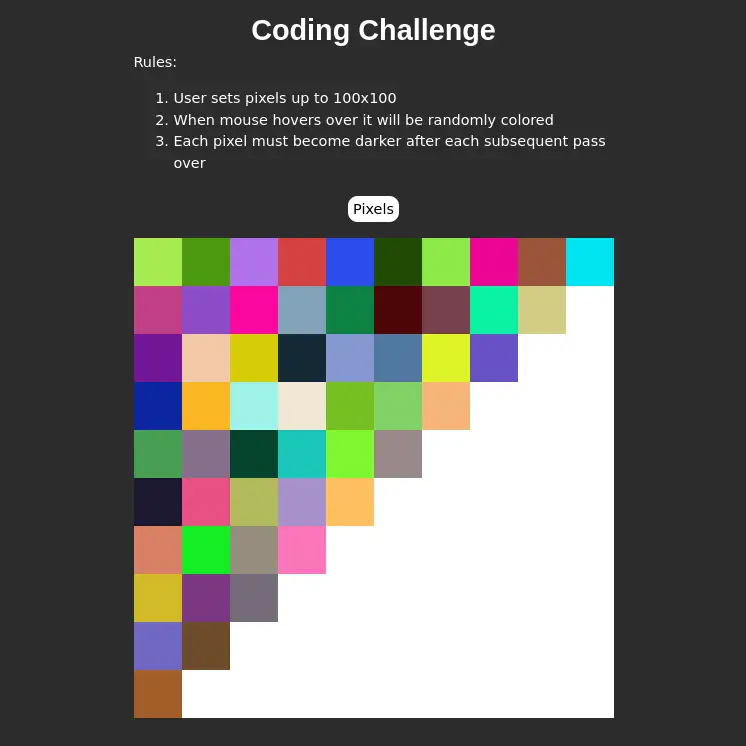 Coding Challenge
Rules:
1. User sets pixels up to 100x100
2. When mouse hovers over it will be randomly colored
3. Each pixel must become darker after each subsequent pass
over
Pixels